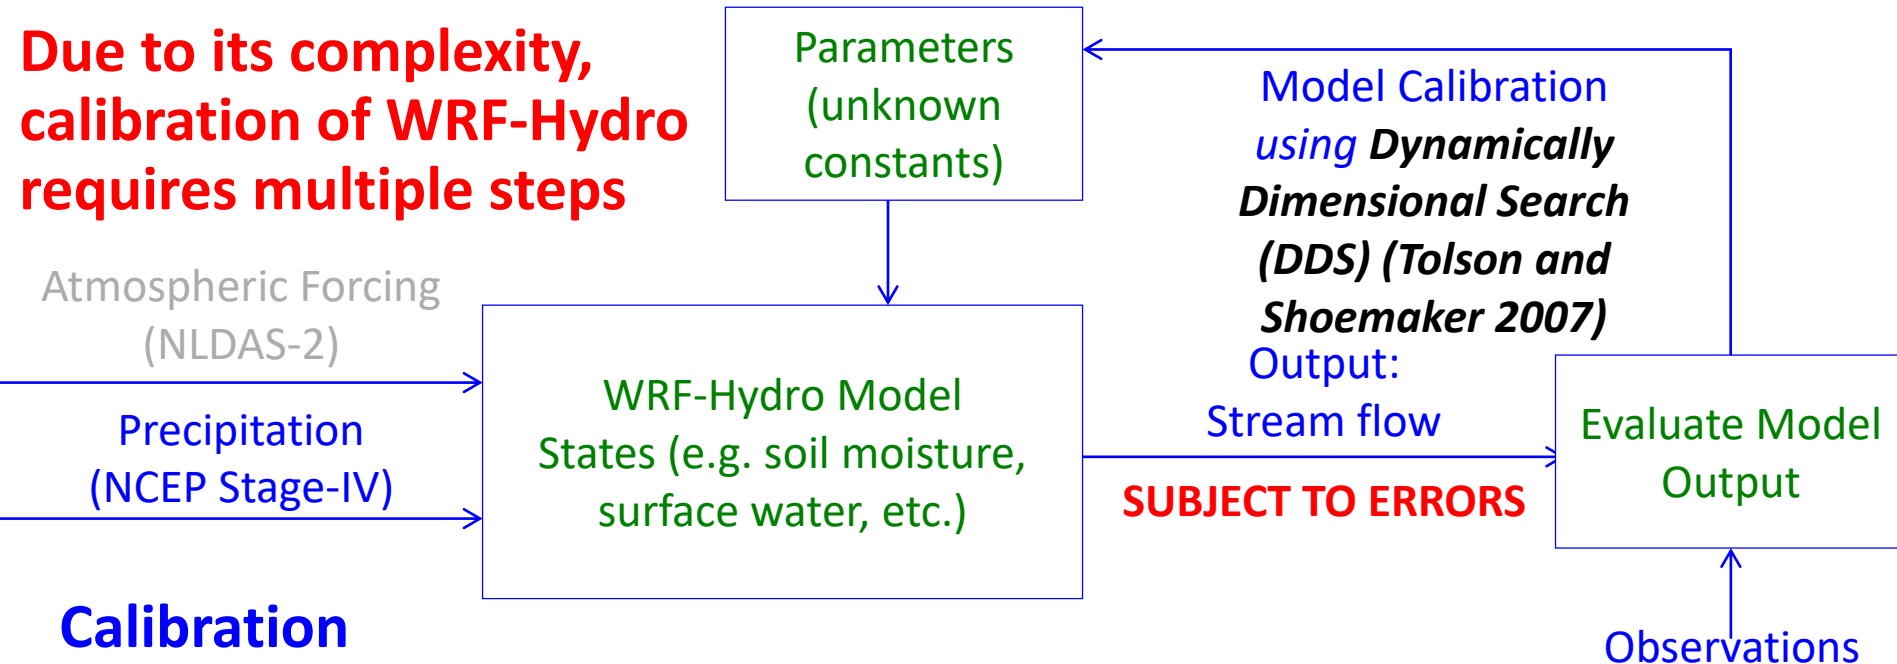 Due to its complexity,
calibration of WRF-Hydro
requires multiple steps
Parameters
(unknown
constants)
Model Calibration
using Dynamically
Dimensional Search
(DDS) (Tolson and
Shoemaker 2007)
Atmospheric Forcing
(NLDAS-2)
Precipitation
(NCEP Stage-IV)
WRF-Hydro Model
States (e.g. soil moisture,
surface water, etc.)
Output:
Stream flow
SUBJECT TO ERRORS
Evaluate Model
Output
Calibration
Observations